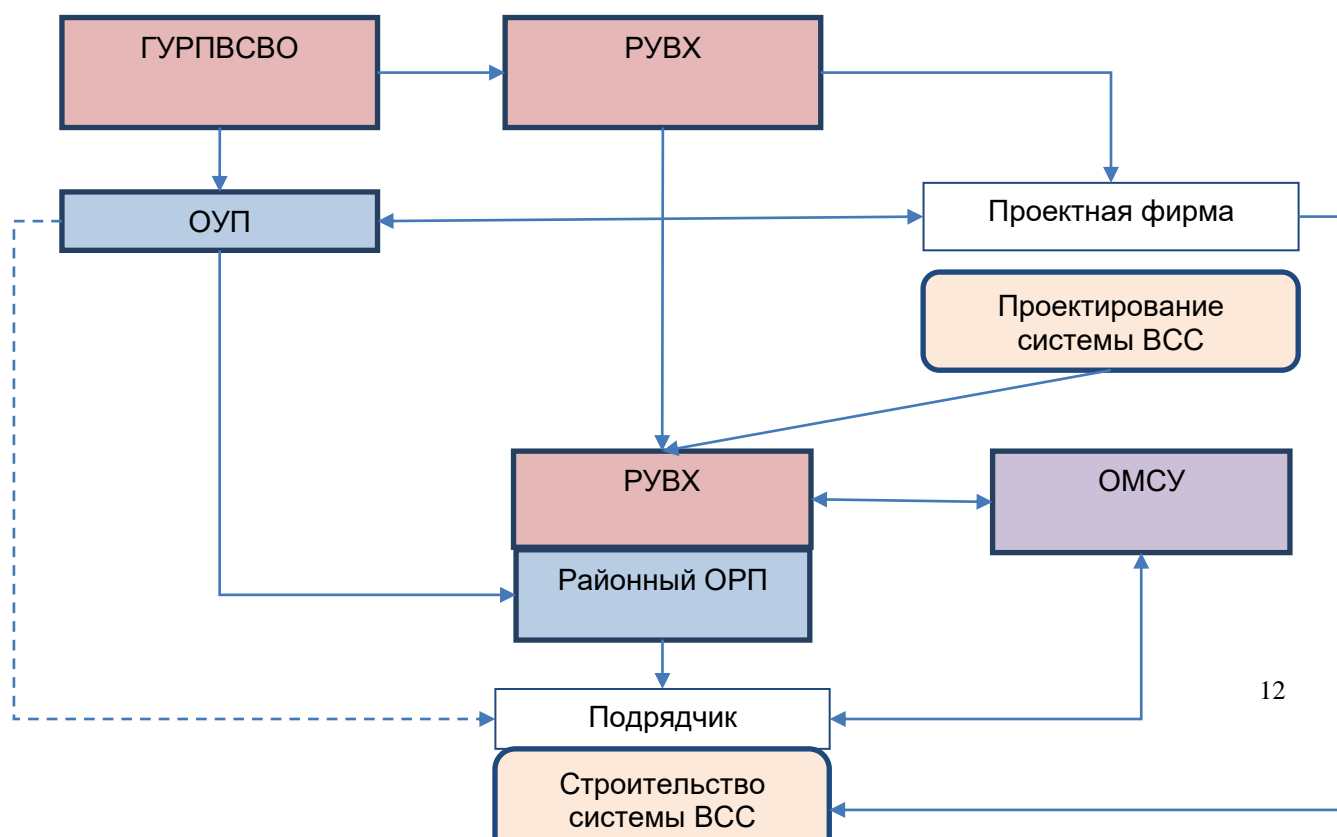 ГУРПВСВО
РУВХ
ОУП
Проектная фирма
Проектирование
системы ВСС
РУВХ
ОМСУ
Районный ОРП
12
Подрядчик
Строительство
системы ВСС